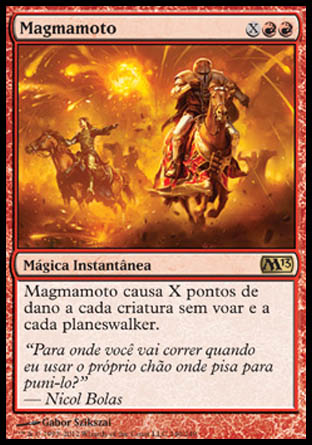 Magmamoto X
Mágica Instantânea M13
Magmamoto causa X pontos de
dano a cada criatura sem voar e a
cada planeswalker.
“Para onde você vai correr quando
eu usar o próprio chão onde pisa para
puni-lo?”
— Nicol Bolas
Gabor Szikszai